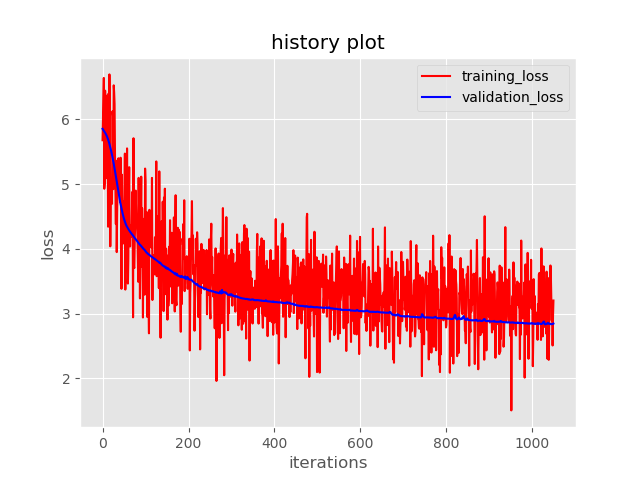 history plot
training_loss
validation_loss
6
5
4
3
2
loss
0 200 400 600 800 1000
iterations